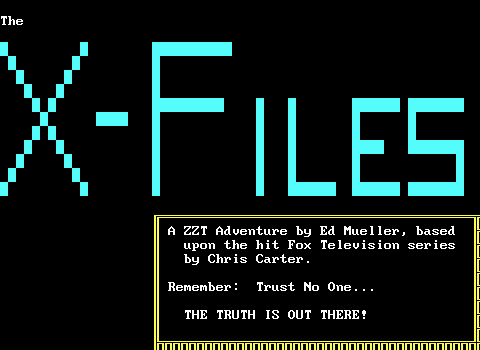 The
X-FILES
A ZZT Adventure by Ed Mueller, based
upon the hit Fox Television series
by Chris Carter.
Remember:  Trust No One...
THE TRUTH IS OUT THERE!